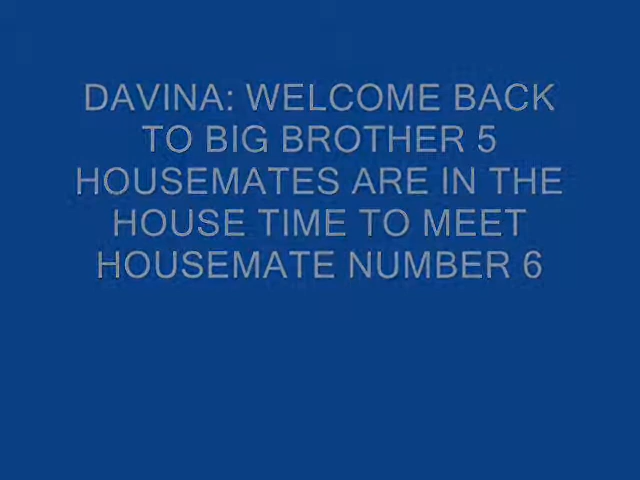 DAVINA: WELCOME BACK
TO BIG BROTHER 5
HOUSEMATES ARE IN THE
HOUSE TIME TO MEET
HOUSEMATE NUMBER 6